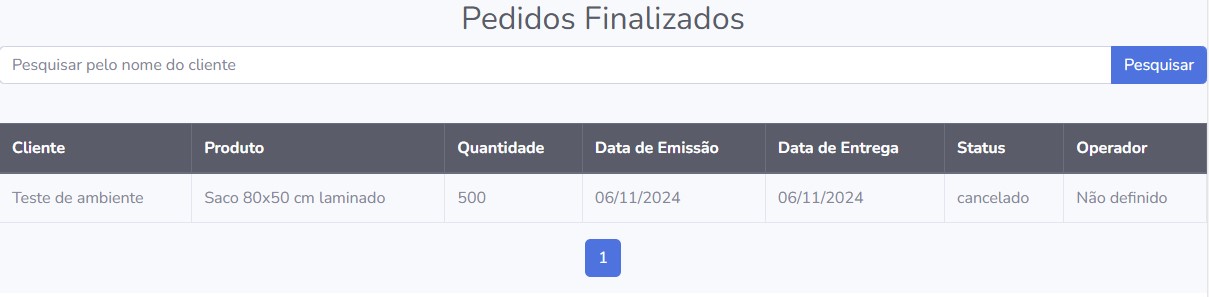 Pedidos Finalizados
Pesquisar pelo nome do cliente Pesquisar
Cliente Produto Quantidade Data de Emissão Data de Entrega Status Operador
Teste de ambiente Saco 80x50 cm laminado 500 06/11/2024 06/11/2024 cancelado Não definido
1